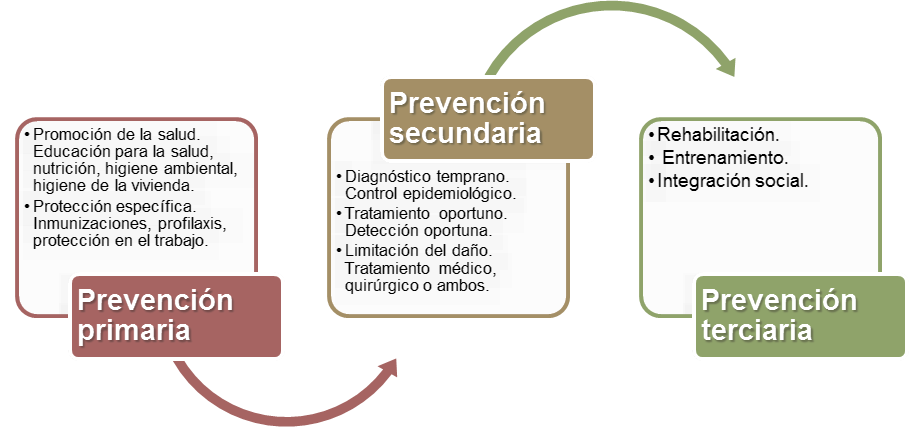 • Promoción de la salud.
Educación para la salud,
nutrición, higiene ambiental,
higiene de la vivienda.
• Protección específica.
Inmunizaciones, profilaxis,
protección en el trabajo.
Prevención
primaria
Prevención
secundaria
• Diagnóstico temprano.
Control epidemiológico.
• Tratamiento oportuno.
Detección oportuna.
• Limitación del daño.
Tratamiento médico,
quirúrgico o ambos.
• Rehabilitación.
• Entrenamiento.
• Integración social.
Prevención
terciaria